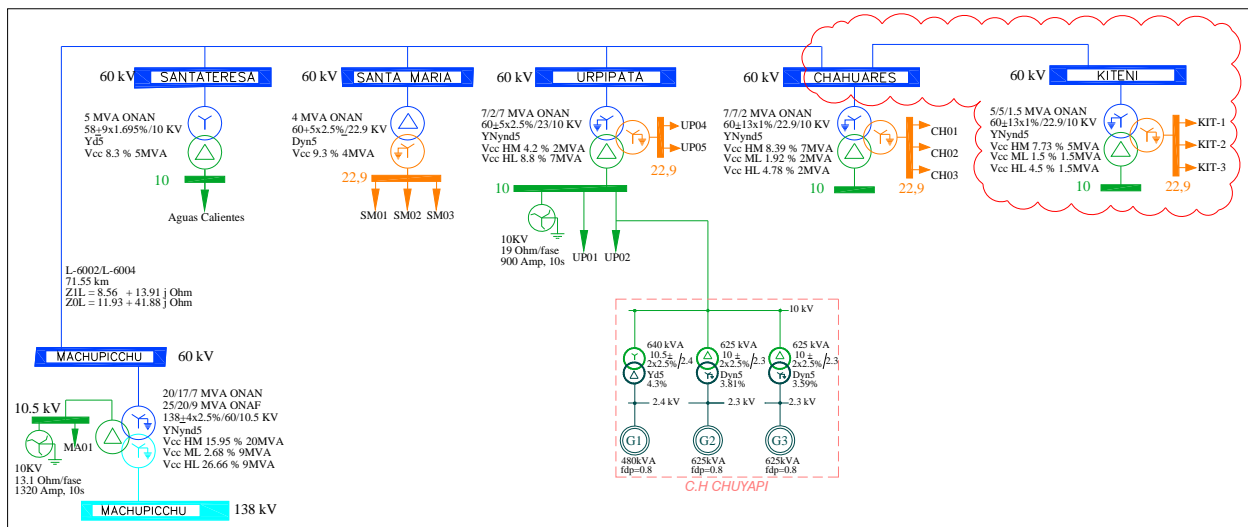 60 kV
SANTATERESA
60 kV
SANTA MARIA
60 kV
URPIPATA
60 kV
CHAHUARES
60 kV
KITENI
5 MVA ONAN
58±9x1.695%/10 KV
Yd5
Vcc 8.3 % 5MVA
10
Aguas Calientes
4 MVA ONAN
60+5x2.5%/22.9 KV
Dyn5
Vcc 9.3 % 4MVA
22,9
SM01
SM02
SM03
7/2/7 MVA ONAN
60±5x2.5%/23/10 KV
YNynd5
Vcc HM 4.2 % 2MVA
Vcc HL 8.8 % 7MVA
UP04
UP05
22,9
10
10KV
19 Ohm/fase
900 Amp, 10s
UP01
UP02
7/7/2 MVA ONAN
60±13x1%/22.9/10 KV
YNynd5
Vcc HM 8.39 % 7MVA
Vcc ML 1.92 % 2MVA
Vcc HL 4.78 % 2MVA
CH01
CH02
CH03
10
22,9
5/5/1.5 MVA ONAN
60±13x1%/22.9/10 KV
YNynd5
Vcc HM 7.73 % 5MVA
Vcc ML 1.5 % 1.5MVA
Vcc HL 4.5 % 1.5MVA
KIT-1
KIT-2
KIT-3
10
22,9
L-6002/L-6004
71.55 km
Z1L = 8.56 + 13.91 j Ohm
Z0L = 11.93 + 41.88 j Ohm
MACHUPICCHU
60 kV
20/17/7 MVA ONAN
25/20/9 MVA ONAF
138±4x2.5%/60/10.5 KV
YNynd5
Vcc HM 15.95 % 20MVA
Vcc ML 2.68 % 9MVA
Vcc HL 26.66 % 9MVA
10.5 kV
MA01
10KV
13.1 Ohm/fase
1320 Amp, 10s
MACHUPICCHU
138 kV
10 kV
640 kVA
10.5±
2x2.5%/2.4
Yd5
4.3%
625 kVA
10 ±
2x2.5%/2.3
Dyn5
3.81%
625 kVA
10 ±
2x2.5%/2.3
Dyn5
3.59%
2.4 kV
2.3 kV
2.3 kV
G1
G2
G3
480kVA
fdp=0.8
625kVA
fdp=0.8
625kVA
fdp=0.8
C.H CHUYAPI